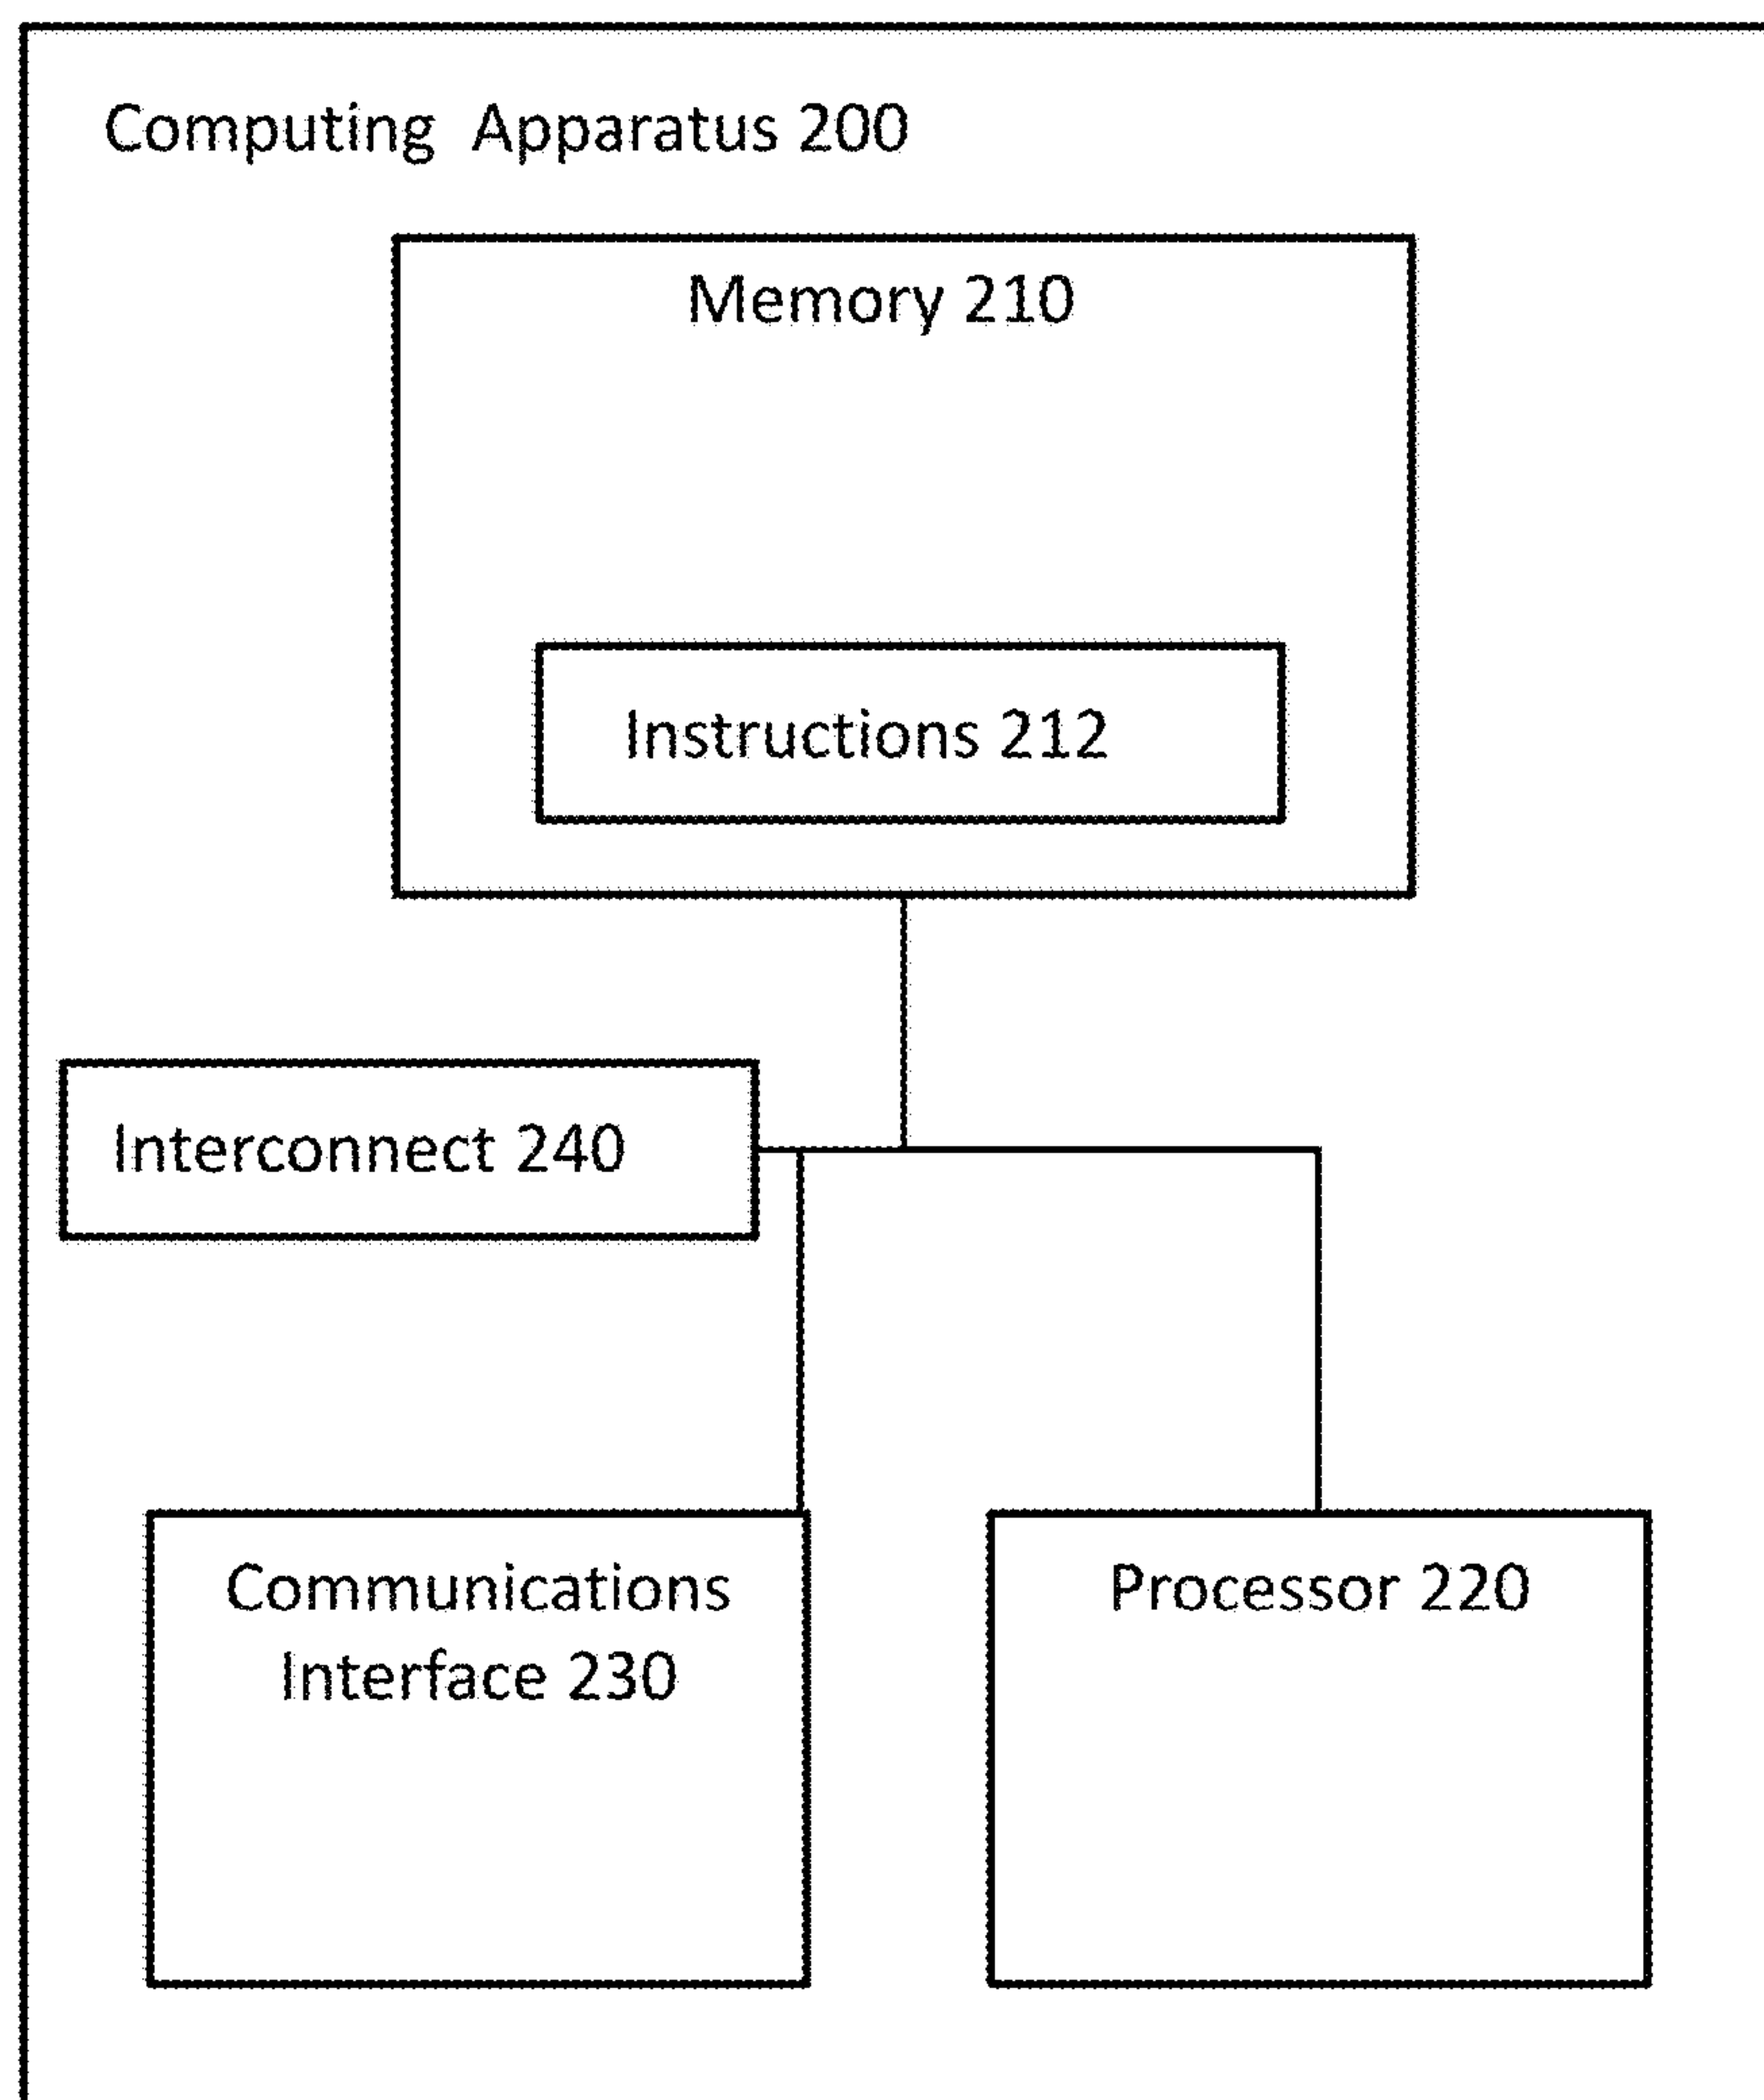 Computing Apparatus 200
Memory 210
Instructions 212
Interconnect 240
Communications
Interface 230
Processor 220